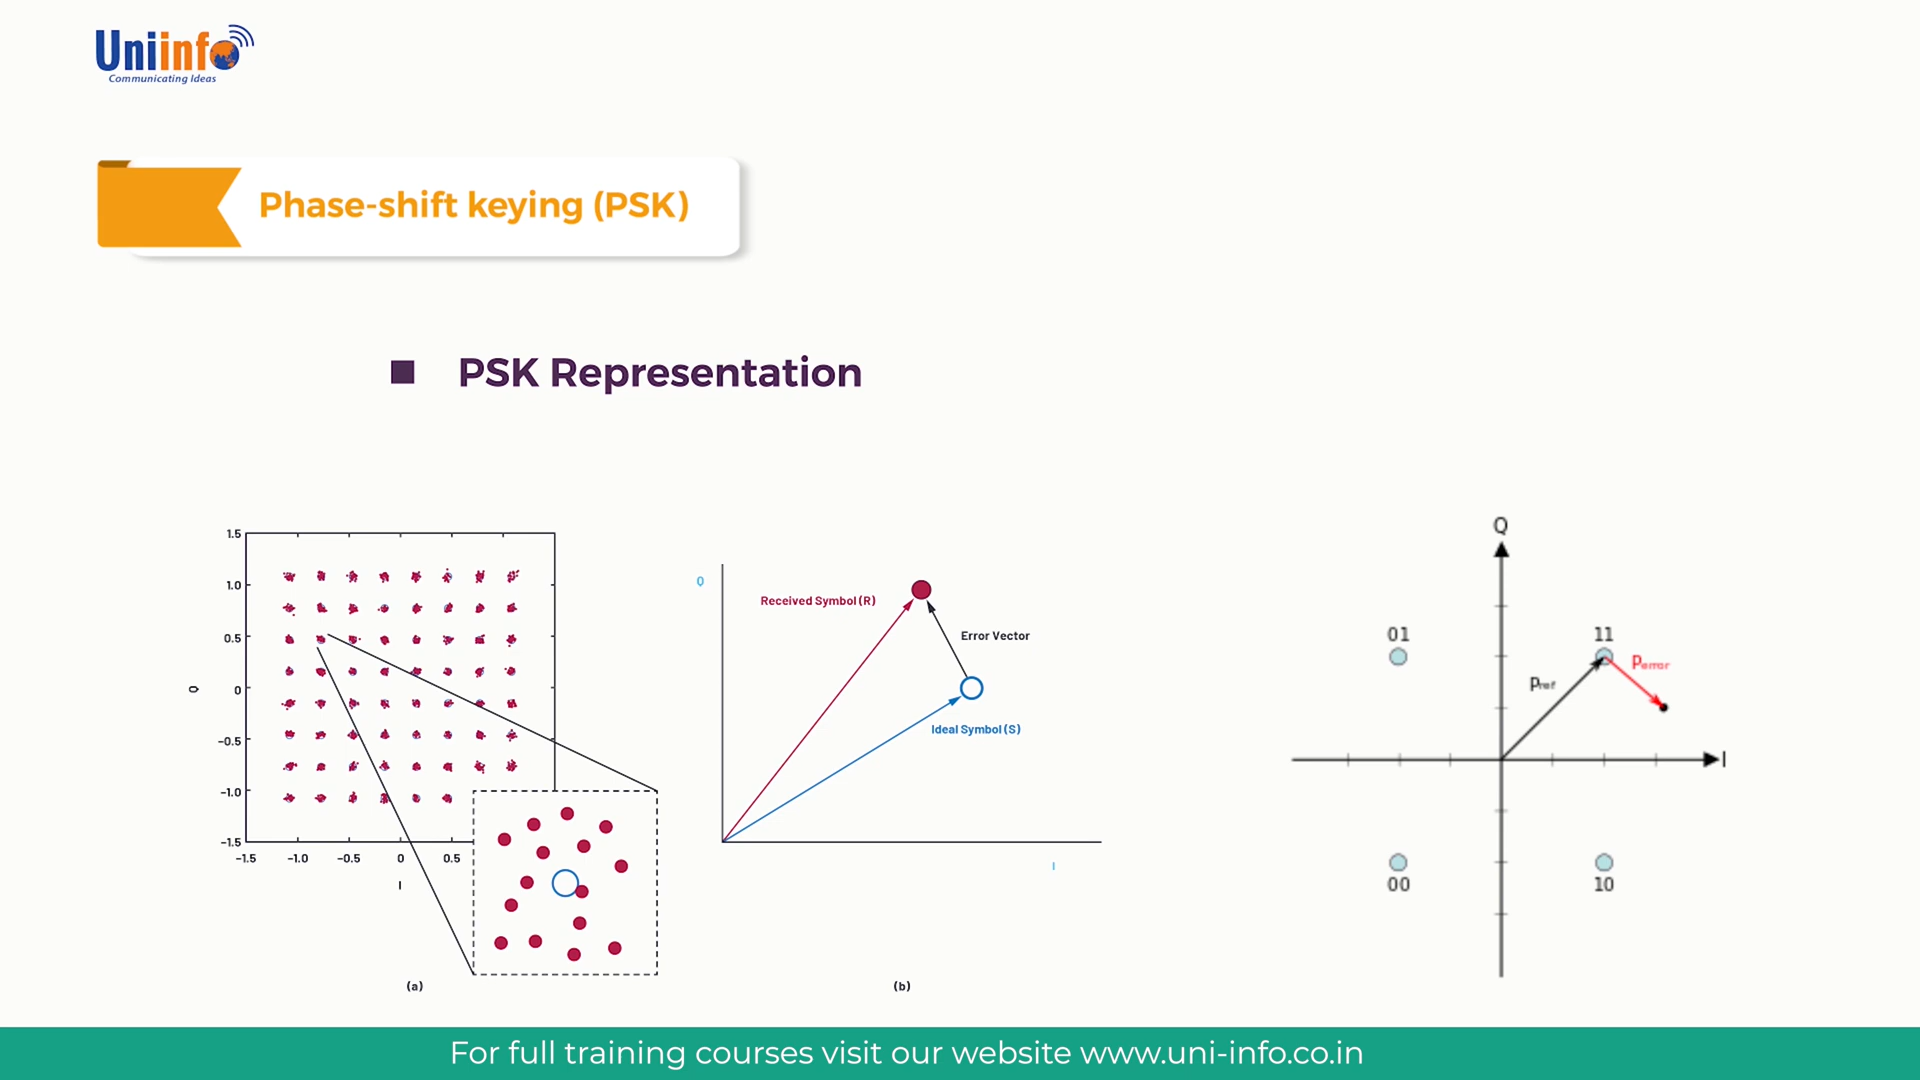 Uniinfo
Communicating Ideas
Phase-shift keying (PSK)
■ PSK Representation
1.5
1.0
0.5
0
-0.5
-1.0
-1.5
Q
-1.5 -1.0 -0.5 0 0.5
I
(a)
Q
Received Symbol (R)
Error Vector
Ideal Symbol (S)
I
(b)
Q
01
11
Perror
Pref
I
00
10
For full training courses visit our website www.uni-info.co.in